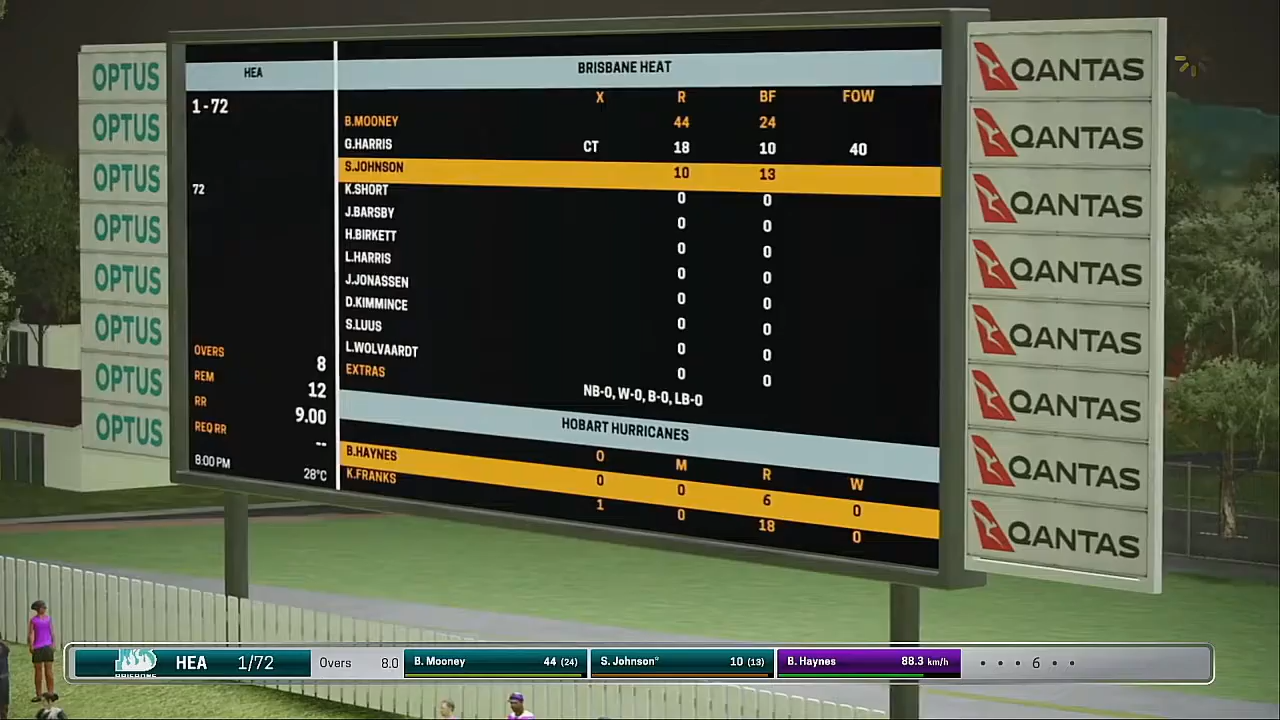 OPTUS
OPTUS
OPTUS
OPTUS
OPTUS
OPTUS
OPTUS
OPTUS
HEA
1-72
72
OVERS 8
REM 12
RR 9.00
REQ RR --
8:00 PM 28°C
BRISBANE HEAT
X R BF FOW
B.MOONEY 44 24
G.HARRIS CT 18 10 40
S.JOHNSON 10 13
K.SHORT 0 0
J.BARSBY 0 0
H.BIRKETT 0 0
L.HARRIS 0 0
J.JONASSEN 0 0
D.KIMMINCE 0 0
S.LUUS 0 0
L.WOLVAARDT 0 0
EXTRAS 0 0
NB-0, W-0, B-0, LB-0
HOBART HURRICANES
O M R W
B.HAYNES 0 0 6 0
K.FRANKS 1 0 18 0
QANTAS
QANTAS
QANTAS
QANTAS
QANTAS
QANTAS
QANTAS
QANTAS
BRISBANE HEA 1/72 Overs 8.0 B. Mooney 44 (24) S. Johnson* 10 (13) B. Haynes 88.3 km/h • • • 6 • •